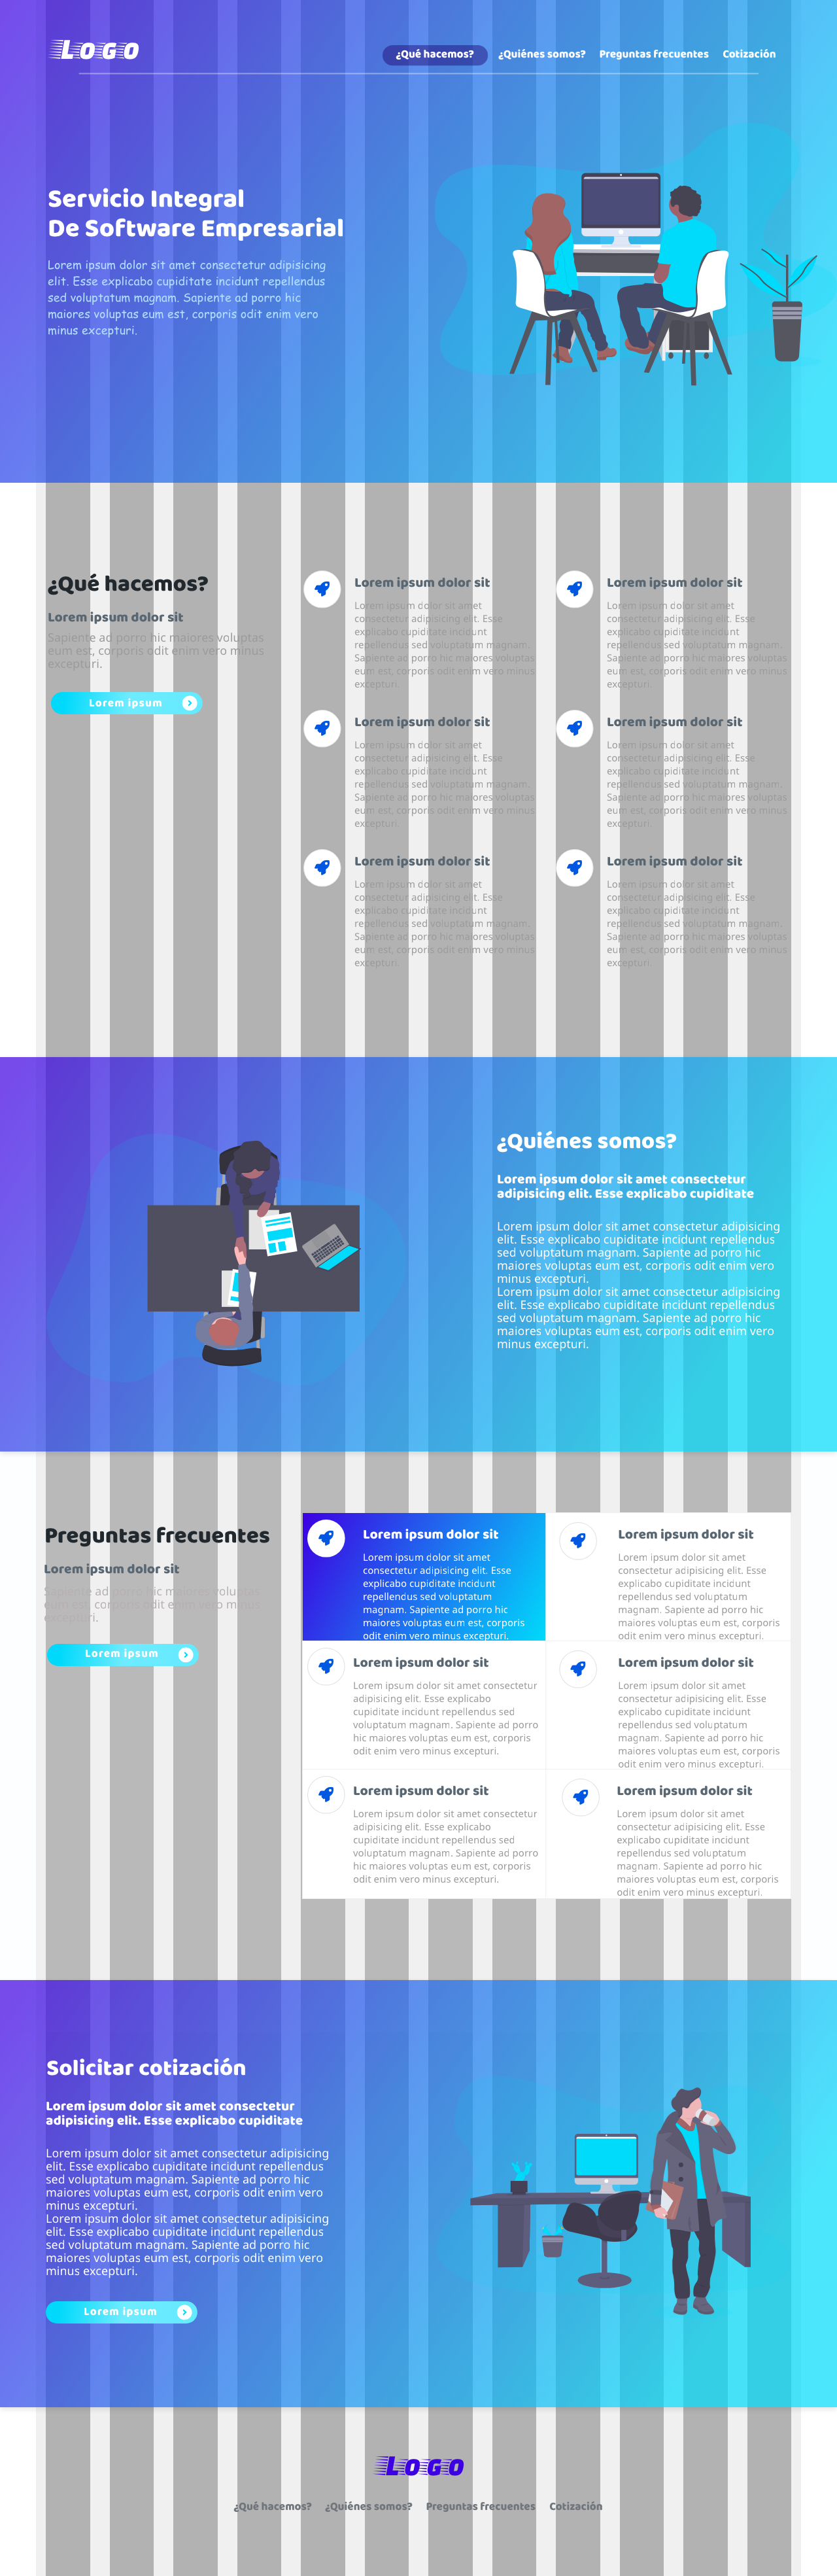 LOGO
¿Qué hacemos?
¿Quiénes somos?
Preguntas frecuentes
Cotización
Servicio Integral
De Software Empresarial
Lorem ipsum dolor sit amet consectetur adipisicing
elit. Esse explicabo cupiditate incidunt repellendus
sed voluptatum magnam. Sapiente ad porro hic
maiores voluptas eum est, corporis odit enim vero
minus excepturi.
¿Qué hacemos?
Lorem ipsum dolor sit
Sapiente ad porro hic maiores voluptas
eum est, corporis odit enim vero minus
excepturi.
Lorem ipsum
Lorem ipsum dolor sit
Lorem ipsum dolor sit amet
consectetur adipisicing elit. Esse
explicabo cupiditate incidunt
repellendus sed voluptatum magnam.
Sapiente ad porro hic maiores voluptas
eum est, corporis odit enim vero minus
excepturi.
Lorem ipsum dolor sit
Lorem ipsum dolor sit amet
consectetur adipisicing elit. Esse
explicabo cupiditate incidunt
repellendus sed voluptatum magnam.
Sapiente ad porro hic maiores voluptas
eum est, corporis odit enim vero minus
excepturi.
Lorem ipsum dolor sit
Lorem ipsum dolor sit amet
consectetur adipisicing elit. Esse
explicabo cupiditate incidunt
repellendus sed voluptatum magnam.
Sapiente ad porro hic maiores voluptas
eum est, corporis odit enim vero minus
excepturi.
Lorem ipsum dolor sit
Lorem ipsum dolor sit amet
consectetur adipisicing elit. Esse
explicabo cupiditate incidunt
repellendus sed voluptatum magnam.
Sapiente ad porro hic maiores voluptas
eum est, corporis odit enim vero minus
excepturi.
Lorem ipsum dolor sit
Lorem ipsum dolor sit amet
consectetur adipisicing elit. Esse
explicabo cupiditate incidunt
repellendus sed voluptatum magnam.
Sapiente ad porro hic maiores voluptas
eum est, corporis odit enim vero minus
excepturi.
Lorem ipsum dolor sit
Lorem ipsum dolor sit amet
consectetur adipisicing elit. Esse
explicabo cupiditate incidunt
repellendus sed voluptatum magnam.
Sapiente ad porro hic maiores voluptas
eum est, corporis odit enim vero minus
excepturi.
¿Quiénes somos?
Lorem ipsum dolor sit amet consectetur
adipisicing elit. Esse explicabo cupiditate
Lorem ipsum dolor sit amet consectetur adipisicing
elit. Esse explicabo cupiditate incidunt repellendus
sed voluptatum magnam. Sapiente ad porro hic
maiores voluptas eum est, corporis odit enim vero
minus excepturi.
Lorem ipsum dolor sit amet consectetur adipisicing
elit. Esse explicabo cupiditate incidunt repellendus
sed voluptatum magnam. Sapiente ad porro hic
maiores voluptas eum est, corporis odit enim vero
minus excepturi.
Preguntas frecuentes
Lorem ipsum dolor sit
Sapiente ad porro hic maiores voluptas
eum est, corporis odit enim vero minus
excepturi.
Lorem ipsum
Lorem ipsum dolor sit
Lorem ipsum dolor sit amet
consectetur adipisicing elit. Esse
explicabo cupiditate incidunt
repellendus sed voluptatum
magnam. Sapiente ad porro hic
maiores voluptas eum est, corporis
odit enim vero minus excepturi.
Lorem ipsum dolor sit
Lorem ipsum dolor sit amet
consectetur adipisicing elit. Esse
explicabo cupiditate incidunt
repellendus sed voluptatum
magnam. Sapiente ad porro hic
maiores voluptas eum est, corporis
odit enim vero minus excepturi.
Lorem ipsum dolor sit
Lorem ipsum dolor sit amet consectetur
adipisicing elit. Esse explicabo
cupiditate incidunt repellendus sed
voluptatum magnam. Sapiente ad porro
hic maiores voluptas eum est, corporis
odit enim vero minus excepturi.
Lorem ipsum dolor sit
Lorem ipsum dolor sit amet
consectetur adipisicing elit. Esse
explicabo cupiditate incidunt
repellendus sed voluptatum
magnam. Sapiente ad porro hic
maiores voluptas eum est, corporis
odit enim vero minus excepturi.
Lorem ipsum dolor sit
Lorem ipsum dolor sit amet consectetur
adipisicing elit. Esse explicabo
cupiditate incidunt repellendus sed
voluptatum magnam. Sapiente ad porro
hic maiores voluptas eum est, corporis
odit enim vero minus excepturi.
Lorem ipsum dolor sit
Lorem ipsum dolor sit amet
consectetur adipisicing elit. Esse
explicabo cupiditate incidunt
repellendus sed voluptatum
magnam. Sapiente ad porro hic
maiores voluptas eum est, corporis
odit enim vero minus excepturi.
Solicitar cotización
Lorem ipsum dolor sit amet consectetur
adipisicing elit. Esse explicabo cupiditate
Lorem ipsum dolor sit amet consectetur adipisicing
elit. Esse explicabo cupiditate incidunt repellendus
sed voluptatum magnam. Sapiente ad porro hic
maiores voluptas eum est, corporis odit enim vero
minus excepturi.
Lorem ipsum dolor sit amet consectetur adipisicing
elit. Esse explicabo cupiditate incidunt repellendus
sed voluptatum magnam. Sapiente ad porro hic
maiores voluptas eum est, corporis odit enim vero
minus excepturi.
Lorem ipsum
LOGO
¿Qué hacemos?
¿Quiénes somos?
Preguntas frecuentes
Cotización